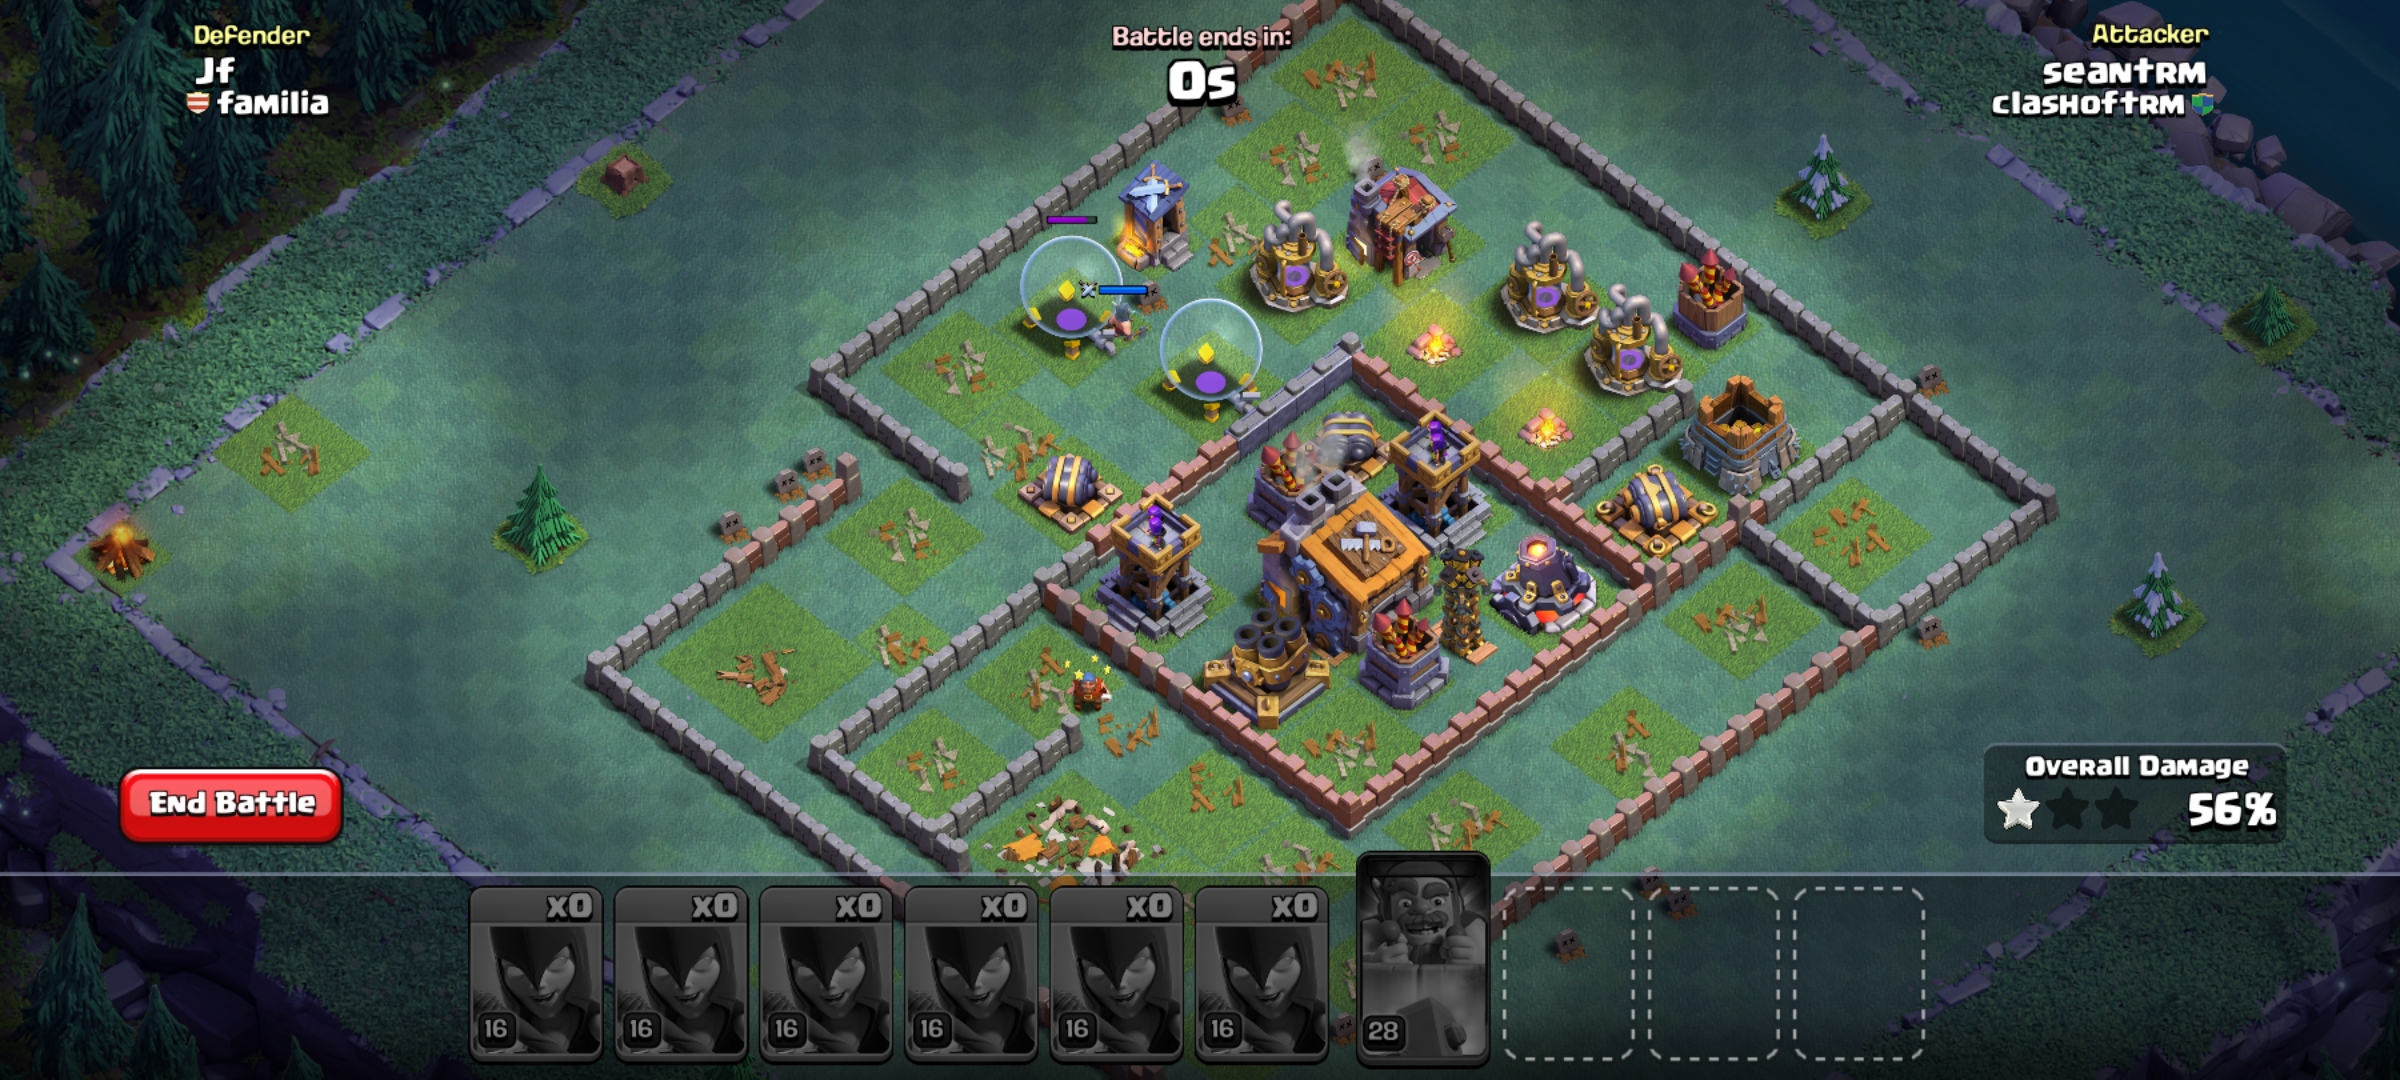 Defender
Jf
familia
Battle ends in:
0s
Attacker
seantRM
clashoftRM
End Battle
Overall Damage
56%
x0 x0 x0 x0 x0 x0
16 16 16 16 16 16 28